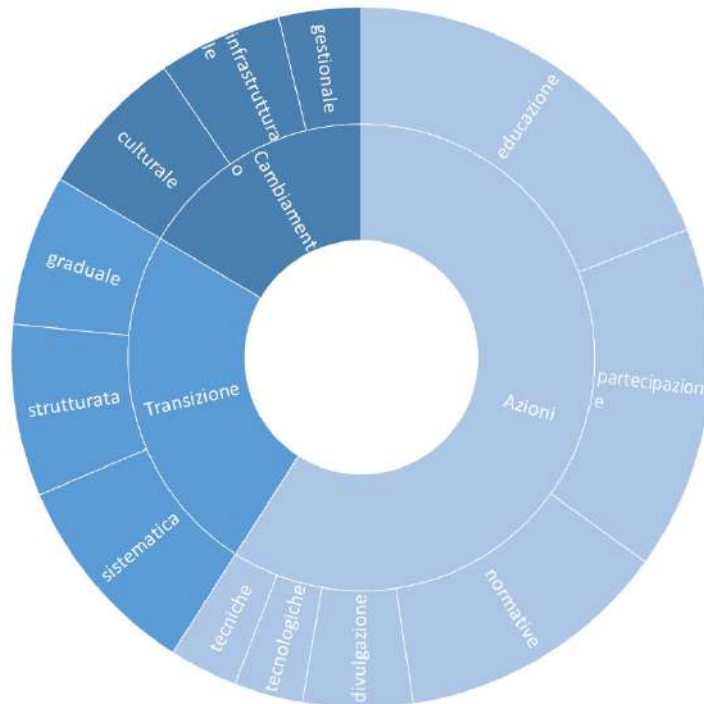 gestionale
infrastruttura
le
culturale
Cambiament
o
educazione
graduale
strutturata
Transizione
Azioni
partecipazion
e
sistematica
tecniche
tecnologiche
divulgazione
normative